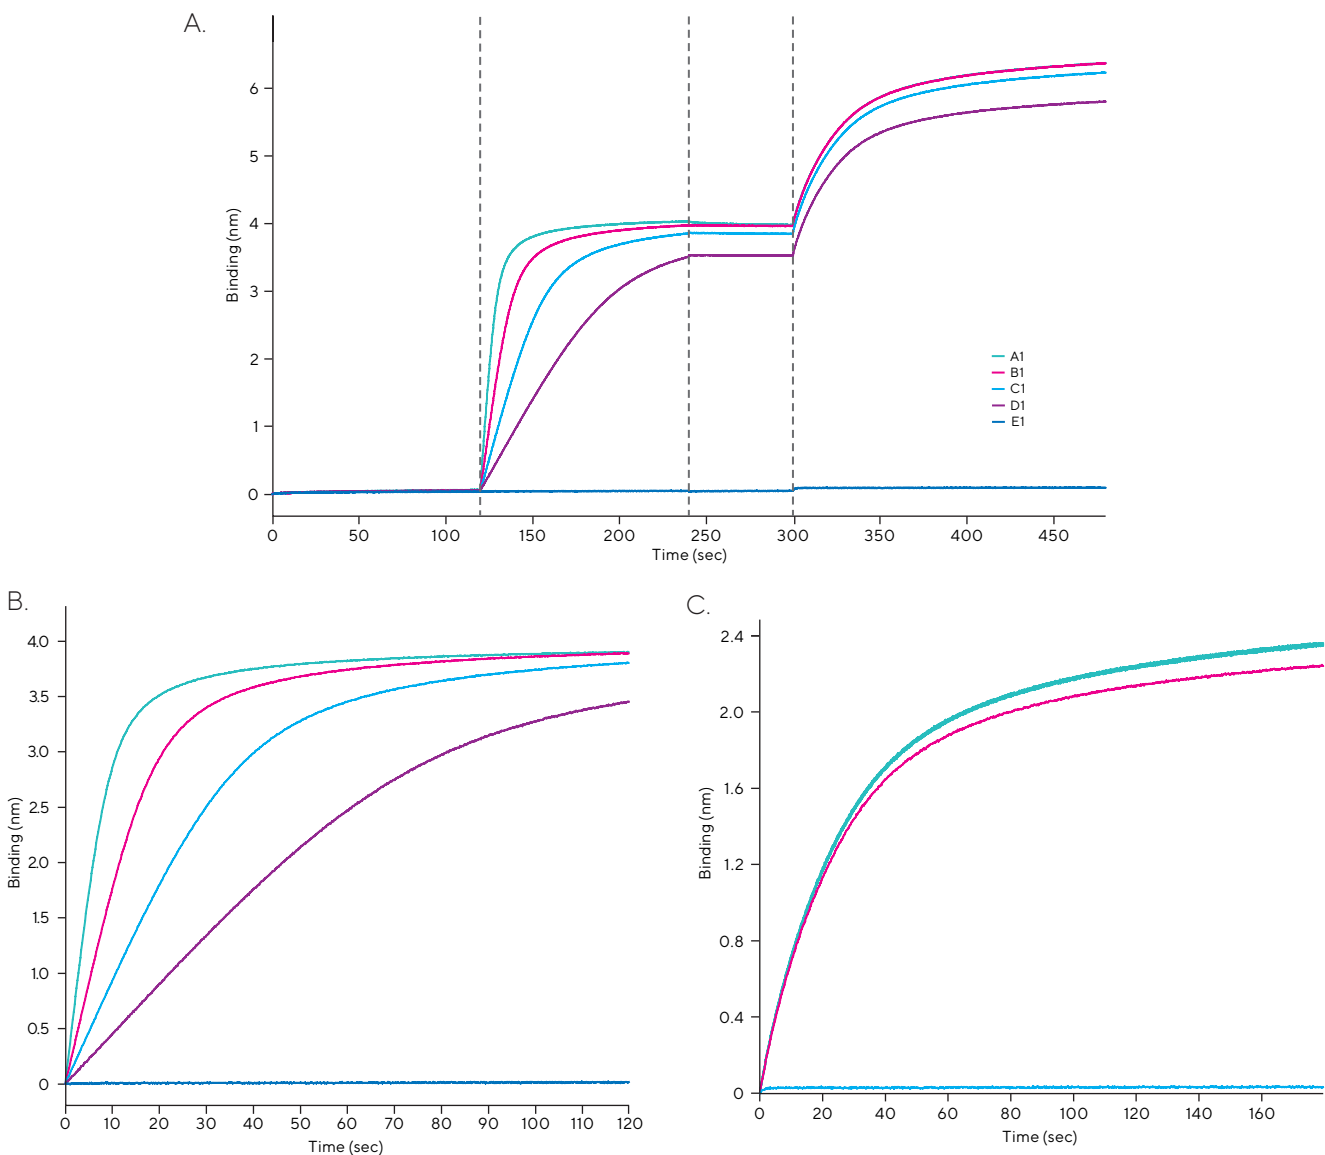 A.
6
5
4
3
2
1
0
Binding (nm)
A1
B1
C1
D1
E1
0 50 100 150 200 250 300 350 400 450
Time (sec)
B.
4.0
3.5
3.0
2.5
2.0
1.5
1.0
0.5
0
Binding (nm)
0 10 20 30 40 50 60 70 80 90 100 110 120
Time (sec)
C.
2.4
2.0
1.6
1.2
0.8
0.4
0
Binding (nm)
0 20 40 60 80 100 120 140 160
Time (sec)